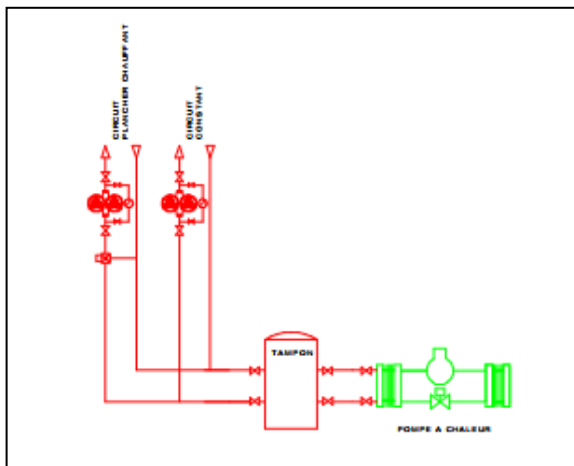 CIRCUIT
PLANCHER CHAUFFANT
CIRCUIT
CONSTANT
TAMPON
POMPE A CHALEUR